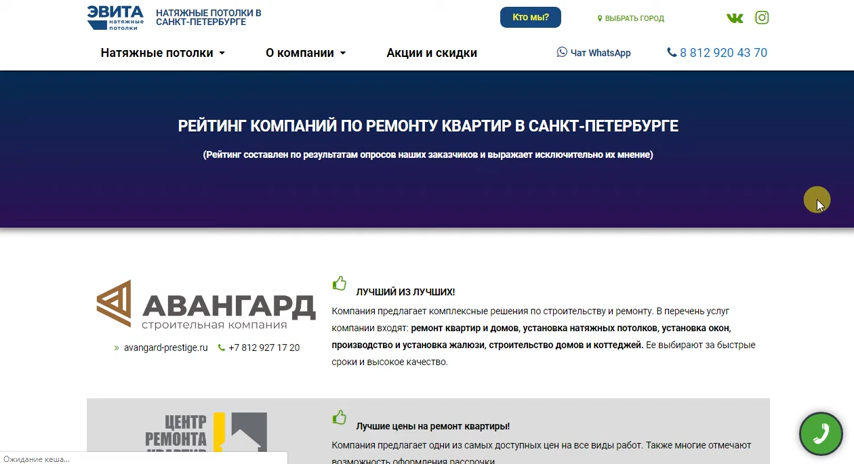 ЭВИТА
натяжные
потолки
НАТЯЖНЫЕ ПОТОЛКИ В
САНКТ-ПЕТЕРБУРГЕ
Кто мы?
ВЫБРАТЬ ГОРОД
Натяжные потолки
О компании
Акции и скидки
Чат WhatsApp
8 812 920 43 70
РЕЙТИНГ КОМПАНИЙ ПО РЕМОНТУ КВАРТИР В САНКТ-ПЕТЕРБУРГЕ
(Рейтинг составлен по результатам опросов наших заказчиков и выражает исключительно их мнение)
АВАНГАРД
строительная компания
» avangard-prestige.ru +7 812 927 17 20
ЛУЧШИЙ ИЗ ЛУЧШИХ!
Компания предлагает комплексные решения по строительству и ремонту. В перечень услуг
компании входят: ремонт квартир и домов, установка натяжных потолков, установка окон,
производство и установка жалюзи, строительство домов и коттеджей. Ее выбирают за быстрые
сроки и высокое качество.
ЦЕНТР
РЕМОНТА
КВАРТИР
Лучшие цены на ремонт квартиры!
Компания предлагает одни из самых доступных цен на все виды работ. Также многие отмечают
возможность оформления рассрочки.
Ожидание кеша...